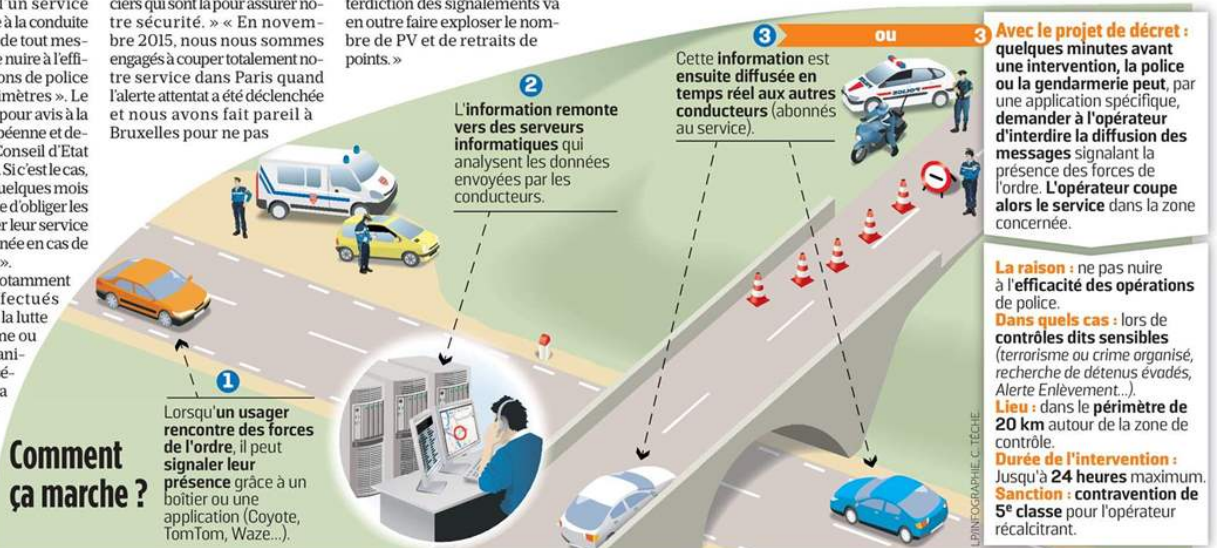 d'un service
e à la conduite
de tout mes-
e nuire à l'effi-
ons de police
imètres ». Le
pour avis à la
péenne et de-
Conseil d'Etat
. Si c'est le cas,
uelques mois
e d'obliger les
er leur service
née en cas de
».
otamment
fectués
la lutte
me ou
ani-
é-
a
ciers qui sont là pour assurer no-
tre sécurité. » « En novem-
bre 2015, nous nous sommes
engagés à couper totalement no-
tre service dans Paris quand
l'alerte attentat a été déclenchée
et nous avons fait pareil à
Bruxelles pour ne pas
terdiction des signalements va
en outre faire exploser le nom-
bre de PV et de retraits de
points. »
Comment
ça marche ?
1
Lorsqu'un usager
rencontre des forces
de l'ordre, il peut
signaler leur
présence grâce à un
boîtier ou une
application (Coyote,
TomTom, Waze...).
2
L'information remonte
vers des serveurs
informatiques qui
analysent les données
envoyées par les
conducteurs.
3
Cette information est
ensuite diffusée en
temps réel aux autres
conducteurs (abonnés
au service).
ou
POLICE
3 Avec le projet de décret :
quelques minutes avant
une intervention, la police
ou la gendarmerie peut, par
une application spécifique,
demander à l'opérateur
d'interdire la diffusion des
messages signalant la
présence des forces de
l'ordre. L'opérateur coupe
alors le service dans la zone
concernée.
La raison : ne pas nuire
à l'efficacité des opérations
de police.
Dans quels cas : lors de
contrôles dits sensibles
(terrorisme ou crime organisé,
recherche de détenus évadés,
Alerte Enlèvement...).
Lieu : dans le périmètre de
20 km autour de la zone de
contrôle.
Durée de l'intervention :
Jusqu'à 24 heures maximum.
Sanction : contravention de
5e classe pour l'opérateur
récalcitrant.
LP/INFOGRAPHIE, C. TÊCHE